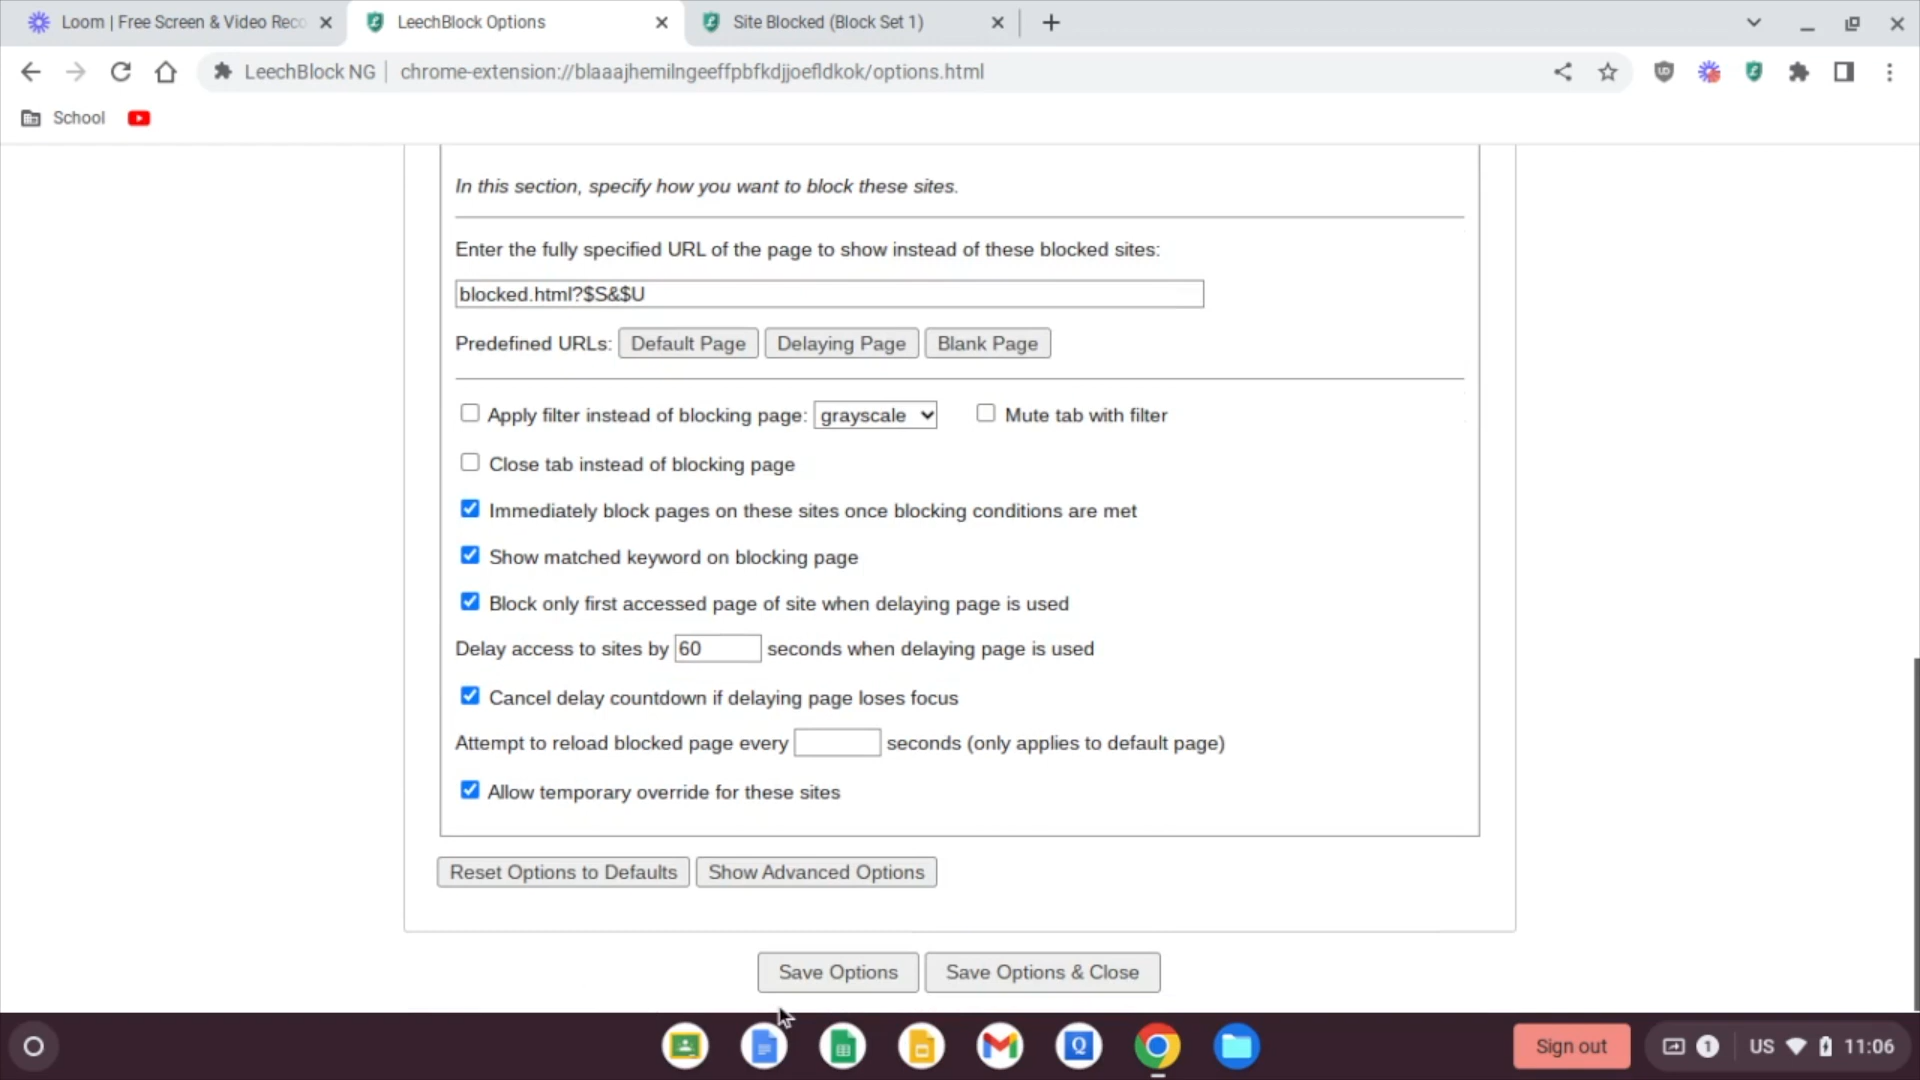 Loom | Free Screen & Video Reco
LeechBlock Options
Site Blocked (Block Set 1)
LeechBlock NG
chrome-extension://blaaajhemilngeeffpbfkdjjoefldkok/options.html
School
In this section, specify how you want to block these sites.
Enter the fully specified URL of the page to show instead of these blocked sites:
blocked.html?$S&$U
Predefined URLs: Default Page Delaying Page Blank Page
Apply filter instead of blocking page: grayscale Mute tab with filter
Close tab instead of blocking page
Immediately block pages on these sites once blocking conditions are met
Show matched keyword on blocking page
Block only first accessed page of site when delaying page is used
Delay access to sites by 60 seconds when delaying page is used
Cancel delay countdown if delaying page loses focus
Attempt to reload blocked page every seconds (only applies to default page)
Allow temporary override for these sites
Reset Options to Defaults Show Advanced Options
Save Options Save Options & Close
Sign out 1 US 11:06